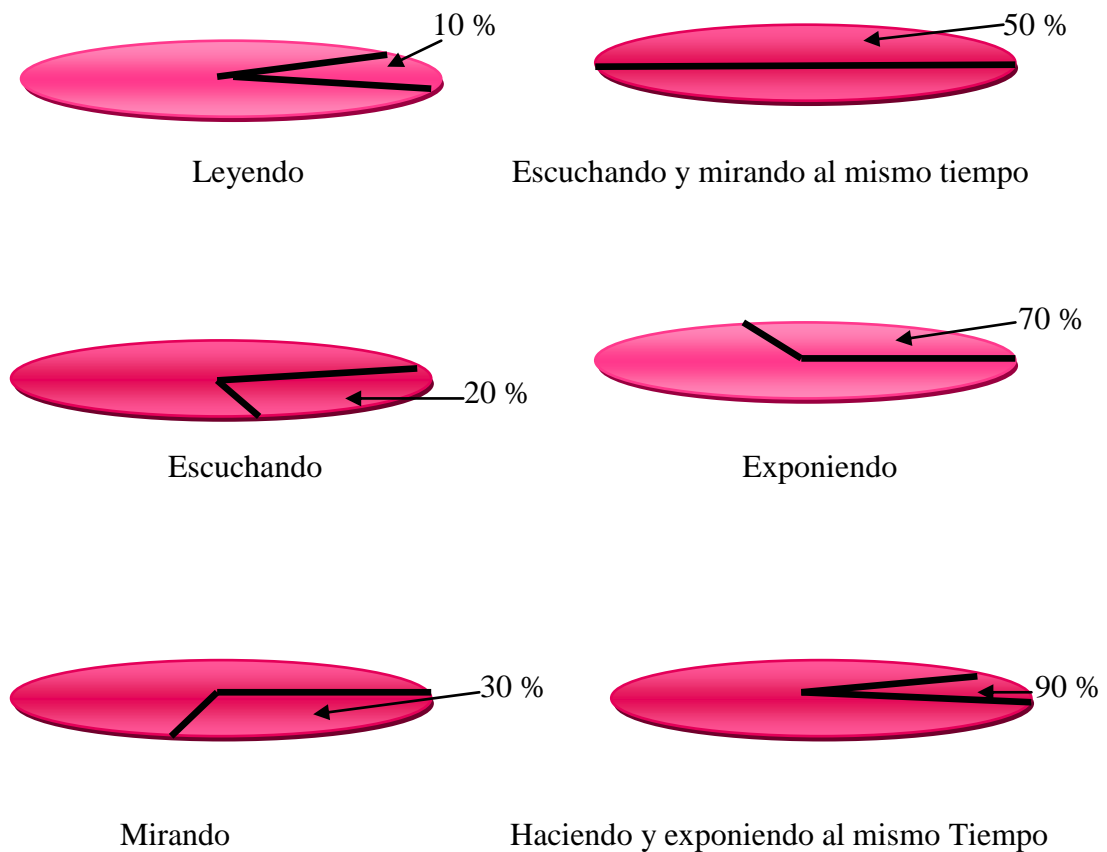 10 %
50 %
Leyendo
Escuchando y mirando al mismo tiempo
20 %
70 %
Escuchando
Exponiendo
30 %
90 %
Mirando
Haciendo y exponiendo al mismo Tiempo